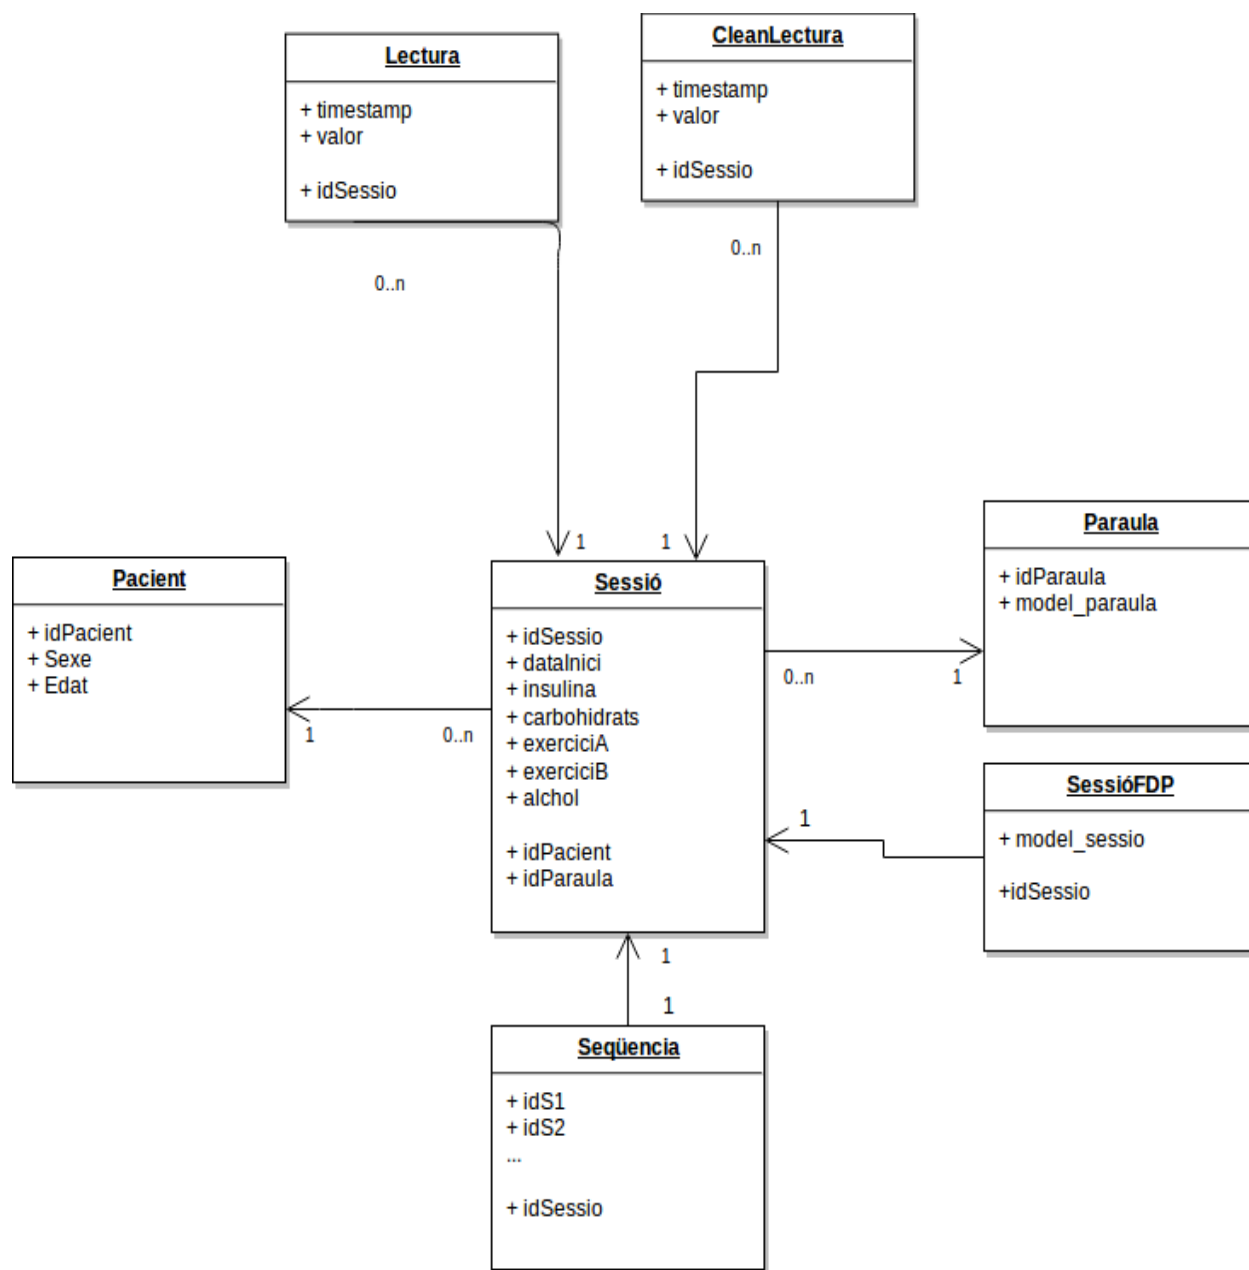 Lectura
+ timestamp
+ valor
+ idSessio
0..n
CleanLectura
+ timestamp
+ valor
+ idSessio
0..n
1
1
Pacient
+ idPacient
+ Sexe
+ Edat
1
0..n
Sessió
+ idSessio
+ dataInici
+ insulina
+ carbohidrats
+ exerciciA
+ exerciciB
+ alchol
+ idPacient
+ idParaula
0..n
1
Paraula
+ idParaula
+ model_paraula
SessióFDP
+ model_sessio
+idSessio
1
1
1
Seqüencia
+ idS1
+ idS2
...
+ idSessio